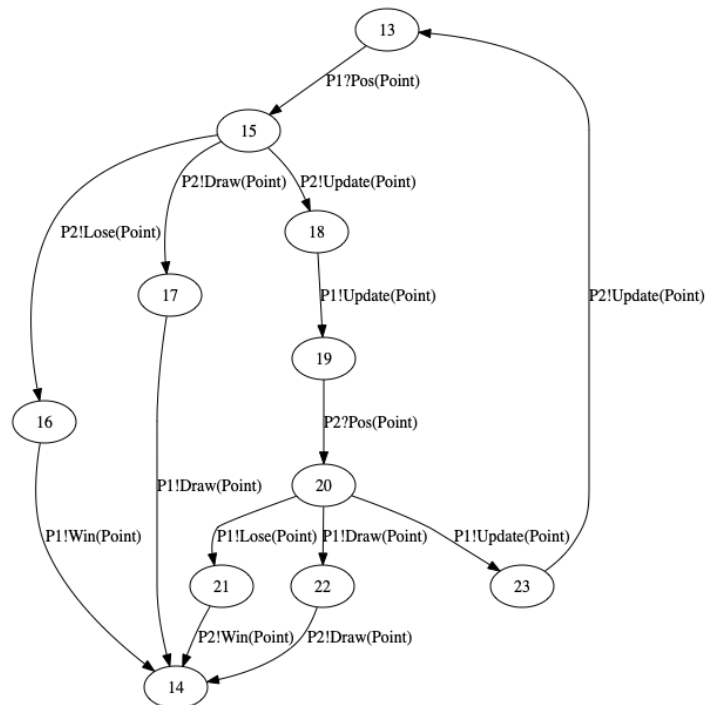 13
P1?Pos(Point)
15
P2!Draw(Point)
P2!Update(Point)
P2!Lose(Point)
18
17
P1!Update(Point)
P2!Update(Point)
19
16
P2?Pos(Point)
20
P1!Draw(Point)
P1!Win(Point)
P1!Lose(Point)
P1!Draw(Point)
P1!Update(Point)
21
22
23
P2!Win(Point)
P2!Draw(Point)
14